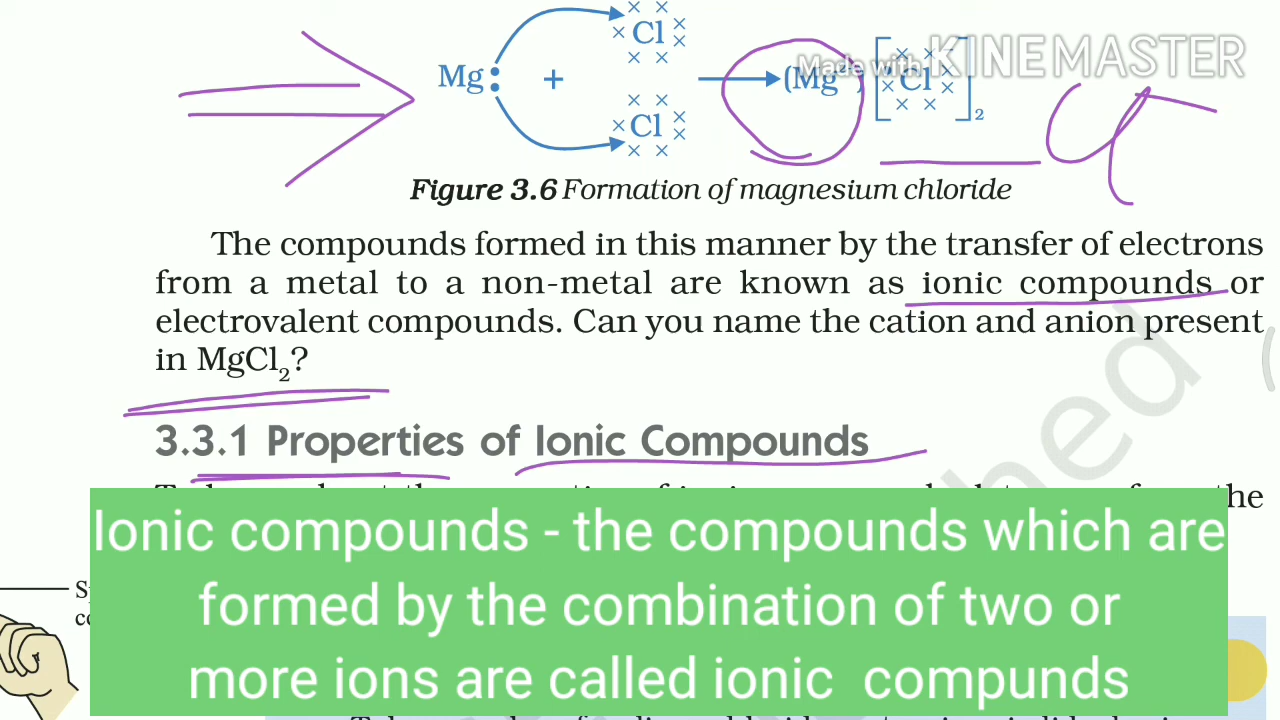 Made with KINEMASTER
×× Cl ×× × ××
Mg: + → (Mg²⁺) [×× Cl ×× ××]₂
×× Cl ×× × ××
Figure 3.6 Formation of magnesium chloride
The compounds formed in this manner by the transfer of electrons
from a metal to a non-metal are known as ionic compounds or
electrovalent compounds. Can you name the cation and anion present
in MgCl₂?
3.3.1 Properties of Ionic Compounds
the
Ionic compounds - the compounds which are
formed by the combination of two or
more ions are called ionic compunds